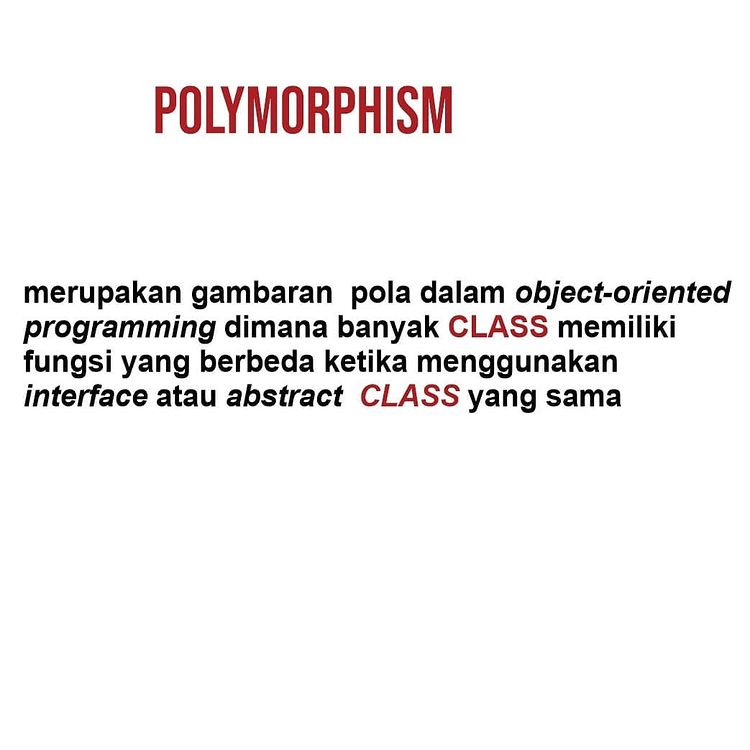 POLYMORPHISM
merupakan gambaran pola dalam object-oriented
programming dimana banyak CLASS memiliki
fungsi yang berbeda ketika menggunakan
interface atau abstract CLASS yang sama